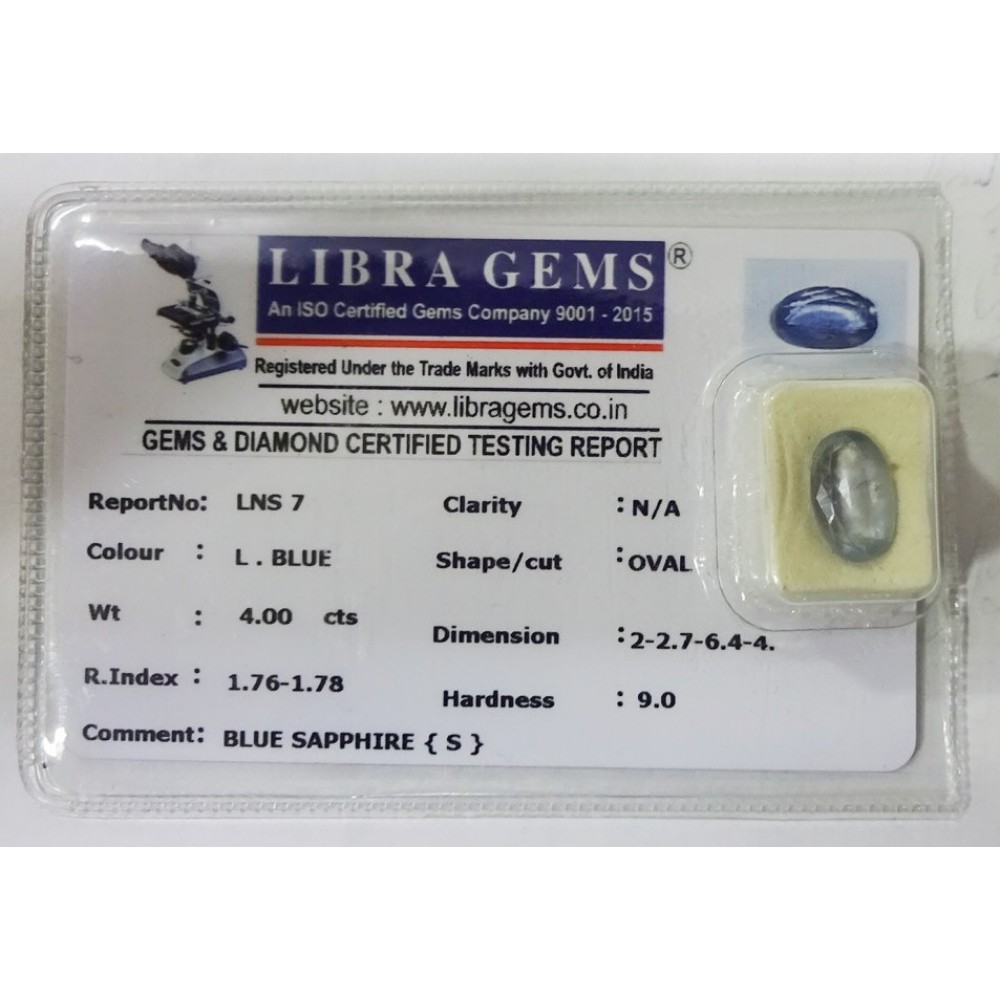 LIBRA GEMS ®
An ISO Certified Gems Company 9001 - 2015
Registered Under the Trade Marks with Govt. of India
website : www.libragems.co.in
GEMS & DIAMOND CERTIFIED TESTING REPORT
ReportNo: LNS 7
Clarity : N/A
Colour : L . BLUE
Shape/cut : OVAL
Wt : 4.00 cts
Dimension : 2-2.7-6.4-4.
R.Index : 1.76-1.78
Hardness : 9.0
Comment: BLUE SAPPHIRE { S }